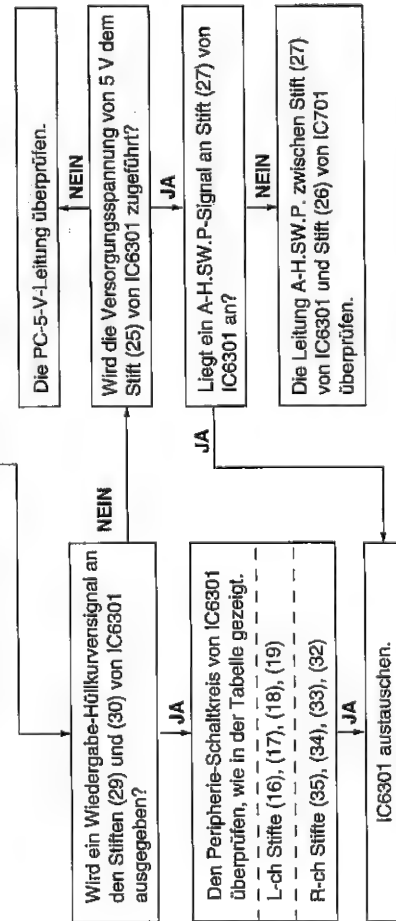 Wird ein Wiedergabe-Hüllkurvensignal an
den Stiften (29) und (30) von IC6301
ausgegeben?
NEIN
JA
Den Peripherie-Schaltkreis von IC6301
überprüfen, wie in der Tabelle gezeigt.
L-ch Stifte (16), (17), (18), (19)
R-ch Stifte (35), (34), (33), (32)
JA
IC6301 austauschen.
Die PC-5-V-Leitung überprüfen.
NEIN
Wird die Versorgungsspannung von 5 V dem
Stift (25) von IC6301 zugeführt?
JA
Liegt ein A-H.SW.P-Signal an Stift (27) von
IC6301 an?
JA
NEIN
Die Leitung A-H.SW.P. zwischen Stift (27)
von IC6301 und Stift (26) von IC701
überprüfen.